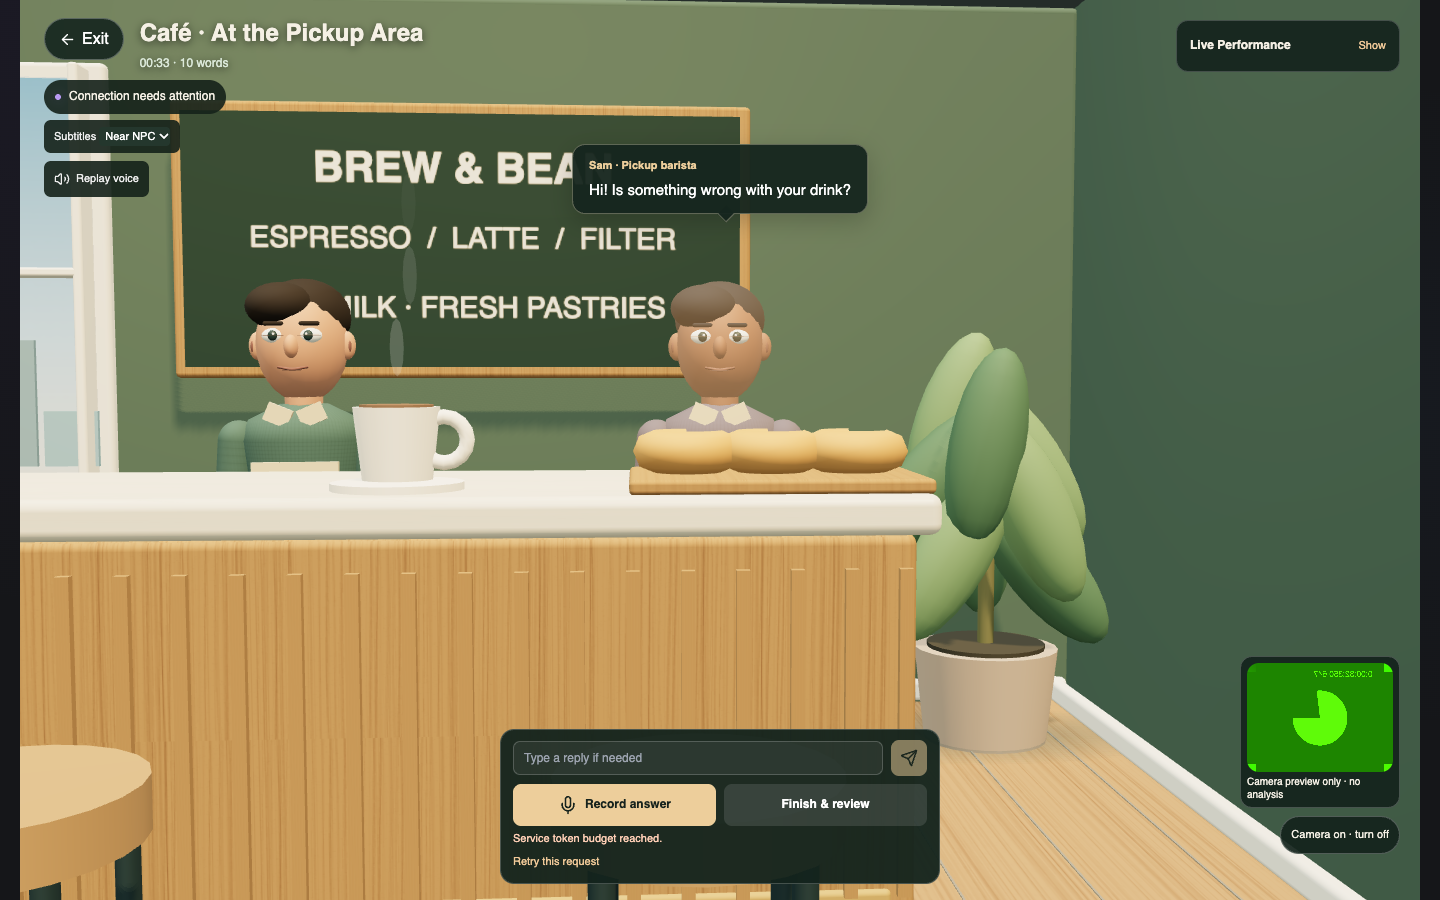 Exit
Café · At the Pickup Area
00:33 · 10 words
Connection needs attention
Subtitles Near NPC
Replay voice
Live Performance Show
Sam · Pickup barista
Hi! Is something wrong with your drink?
BREW & BEAN
ESPRESSO / LATTE / FILTER
MILK · FRESH PASTRIES
Type a reply if needed
Record answer
Finish & review
Service token budget reached.
Retry this request
Camera preview only · no
analysis
Camera on · turn off